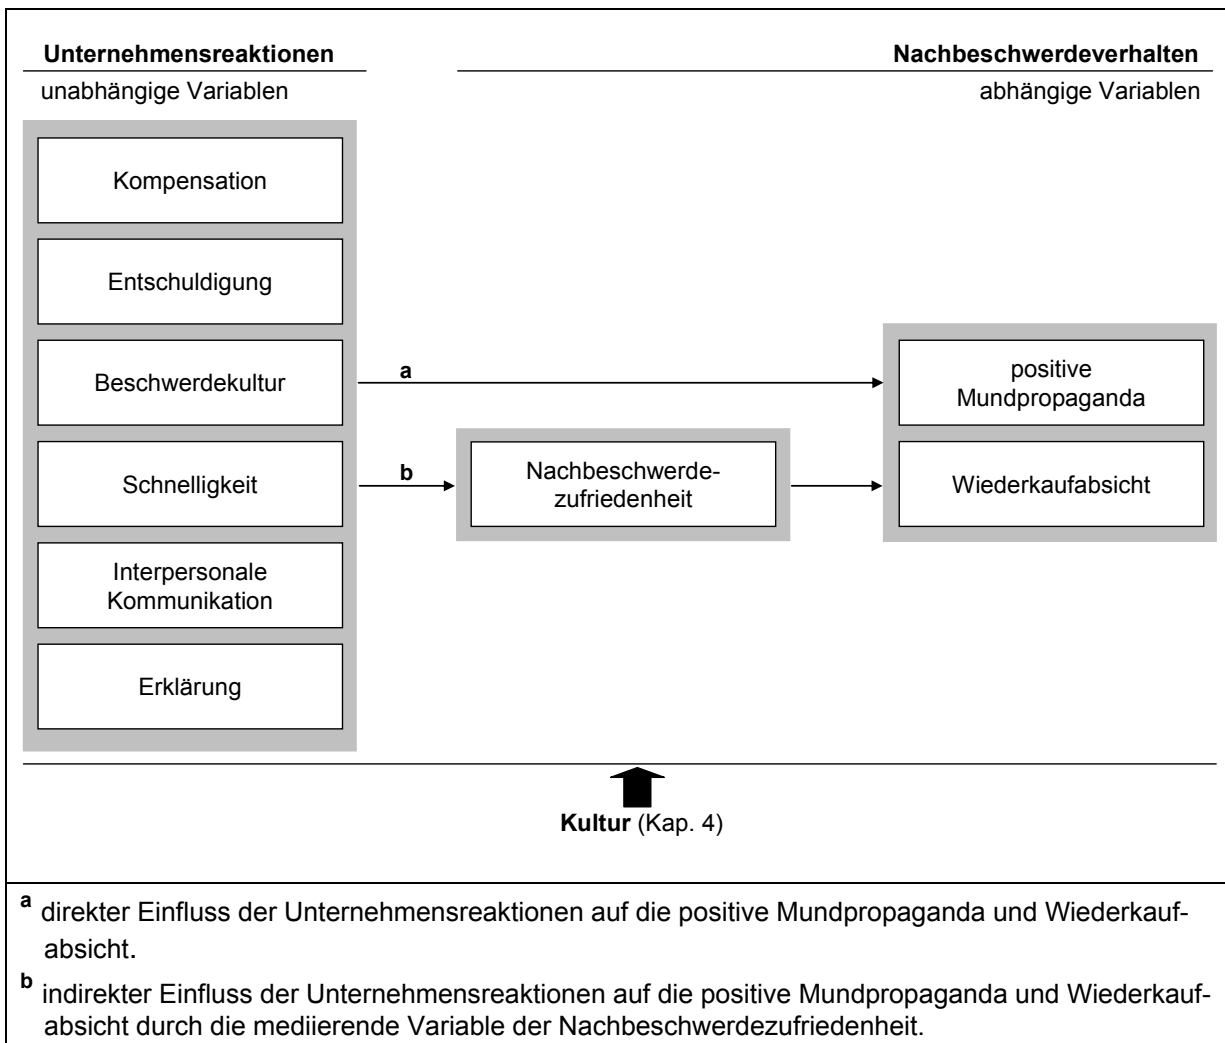 Unternehmensreaktionen
Nachbeschwerdeverhalten
unabhängige Variablen
abhängige Variablen
Kompensation
Entschuldigung
Beschwerdekultur
a
positive
Mundpropaganda
Schnelligkeit
b
Nachbeschwerde-
zufriedenheit
Wiederkaufabsicht
Interpersonale
Kommunikation
Erklärung
Kultur (Kap. 4)
a direkter Einfluss der Unternehmensreaktionen auf die positive Mundpropaganda und Wiederkauf-
absicht.
b indirekter Einfluss der Unternehmensreaktionen auf die positive Mundpropaganda und Wiederkauf-
absicht durch die mediierende Variable der Nachbeschwerdezufriedenheit.